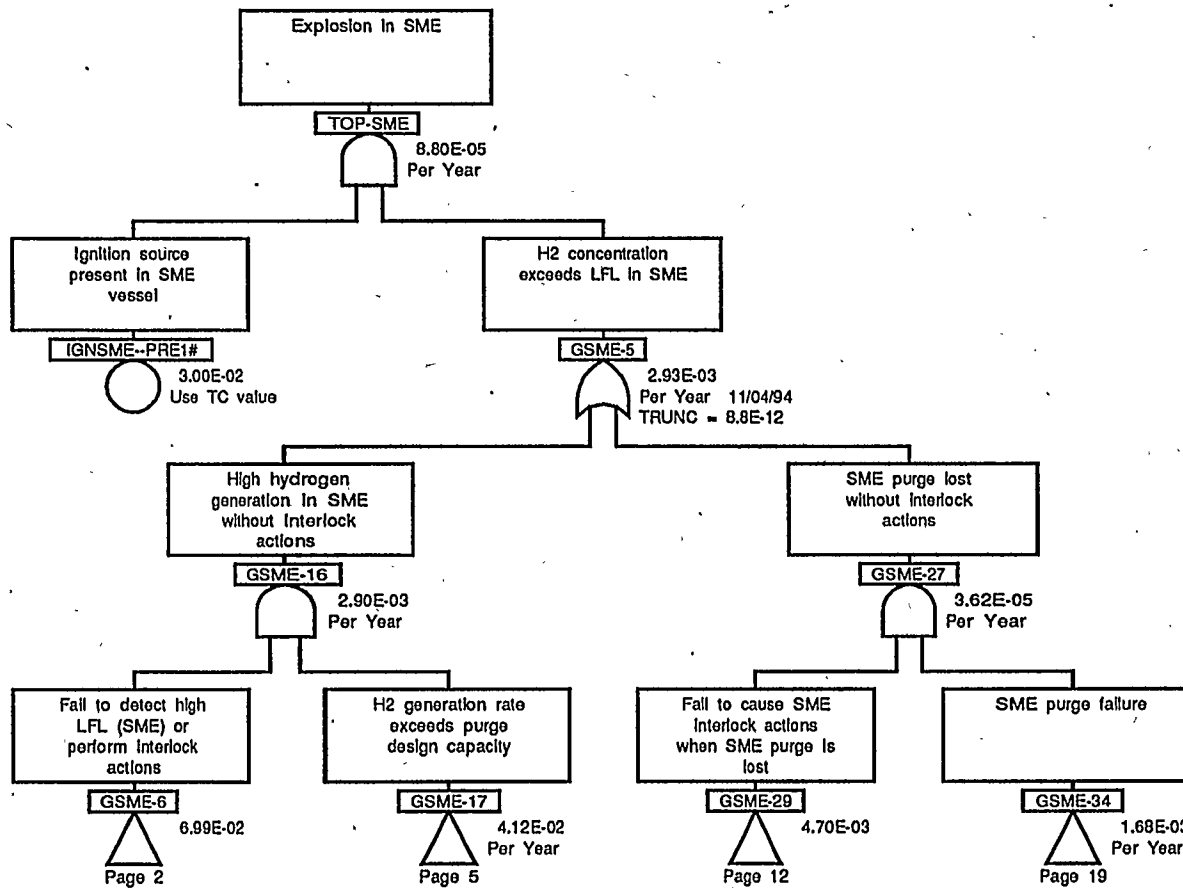 Explosion in SME
TOP-SME
8.80E-05
Per Year
Ignition source
present in SME
vessel
IGNSME--PRE1#
3.00E-02
Use TC value
H2 concentration
exceeds LFL in SME
GSME-5
2.93E-03
Per Year 11/04/94
TRUNC = 8.8E-12
High hydrogen
generation in SME
without interlock
actions
GSME-16
2.90E-03
Per Year
SME purge lost
without interlock
actions
GSME-27
3.62E-05
Per Year
Fail to detect high
LFL (SME) or
perform interlock
actions
GSME-6
6.99E-02
Page 2
H2 generation rate
exceeds purge
design capacity
GSME-17
4.12E-02
Per Year
Page 5
Fail to cause SME
interlock actions
when SME purge is
lost
GSME-29
4.70E-03
Page 12
SME purge failure
GSME-34
1.68E-03
Per Year
Page 19